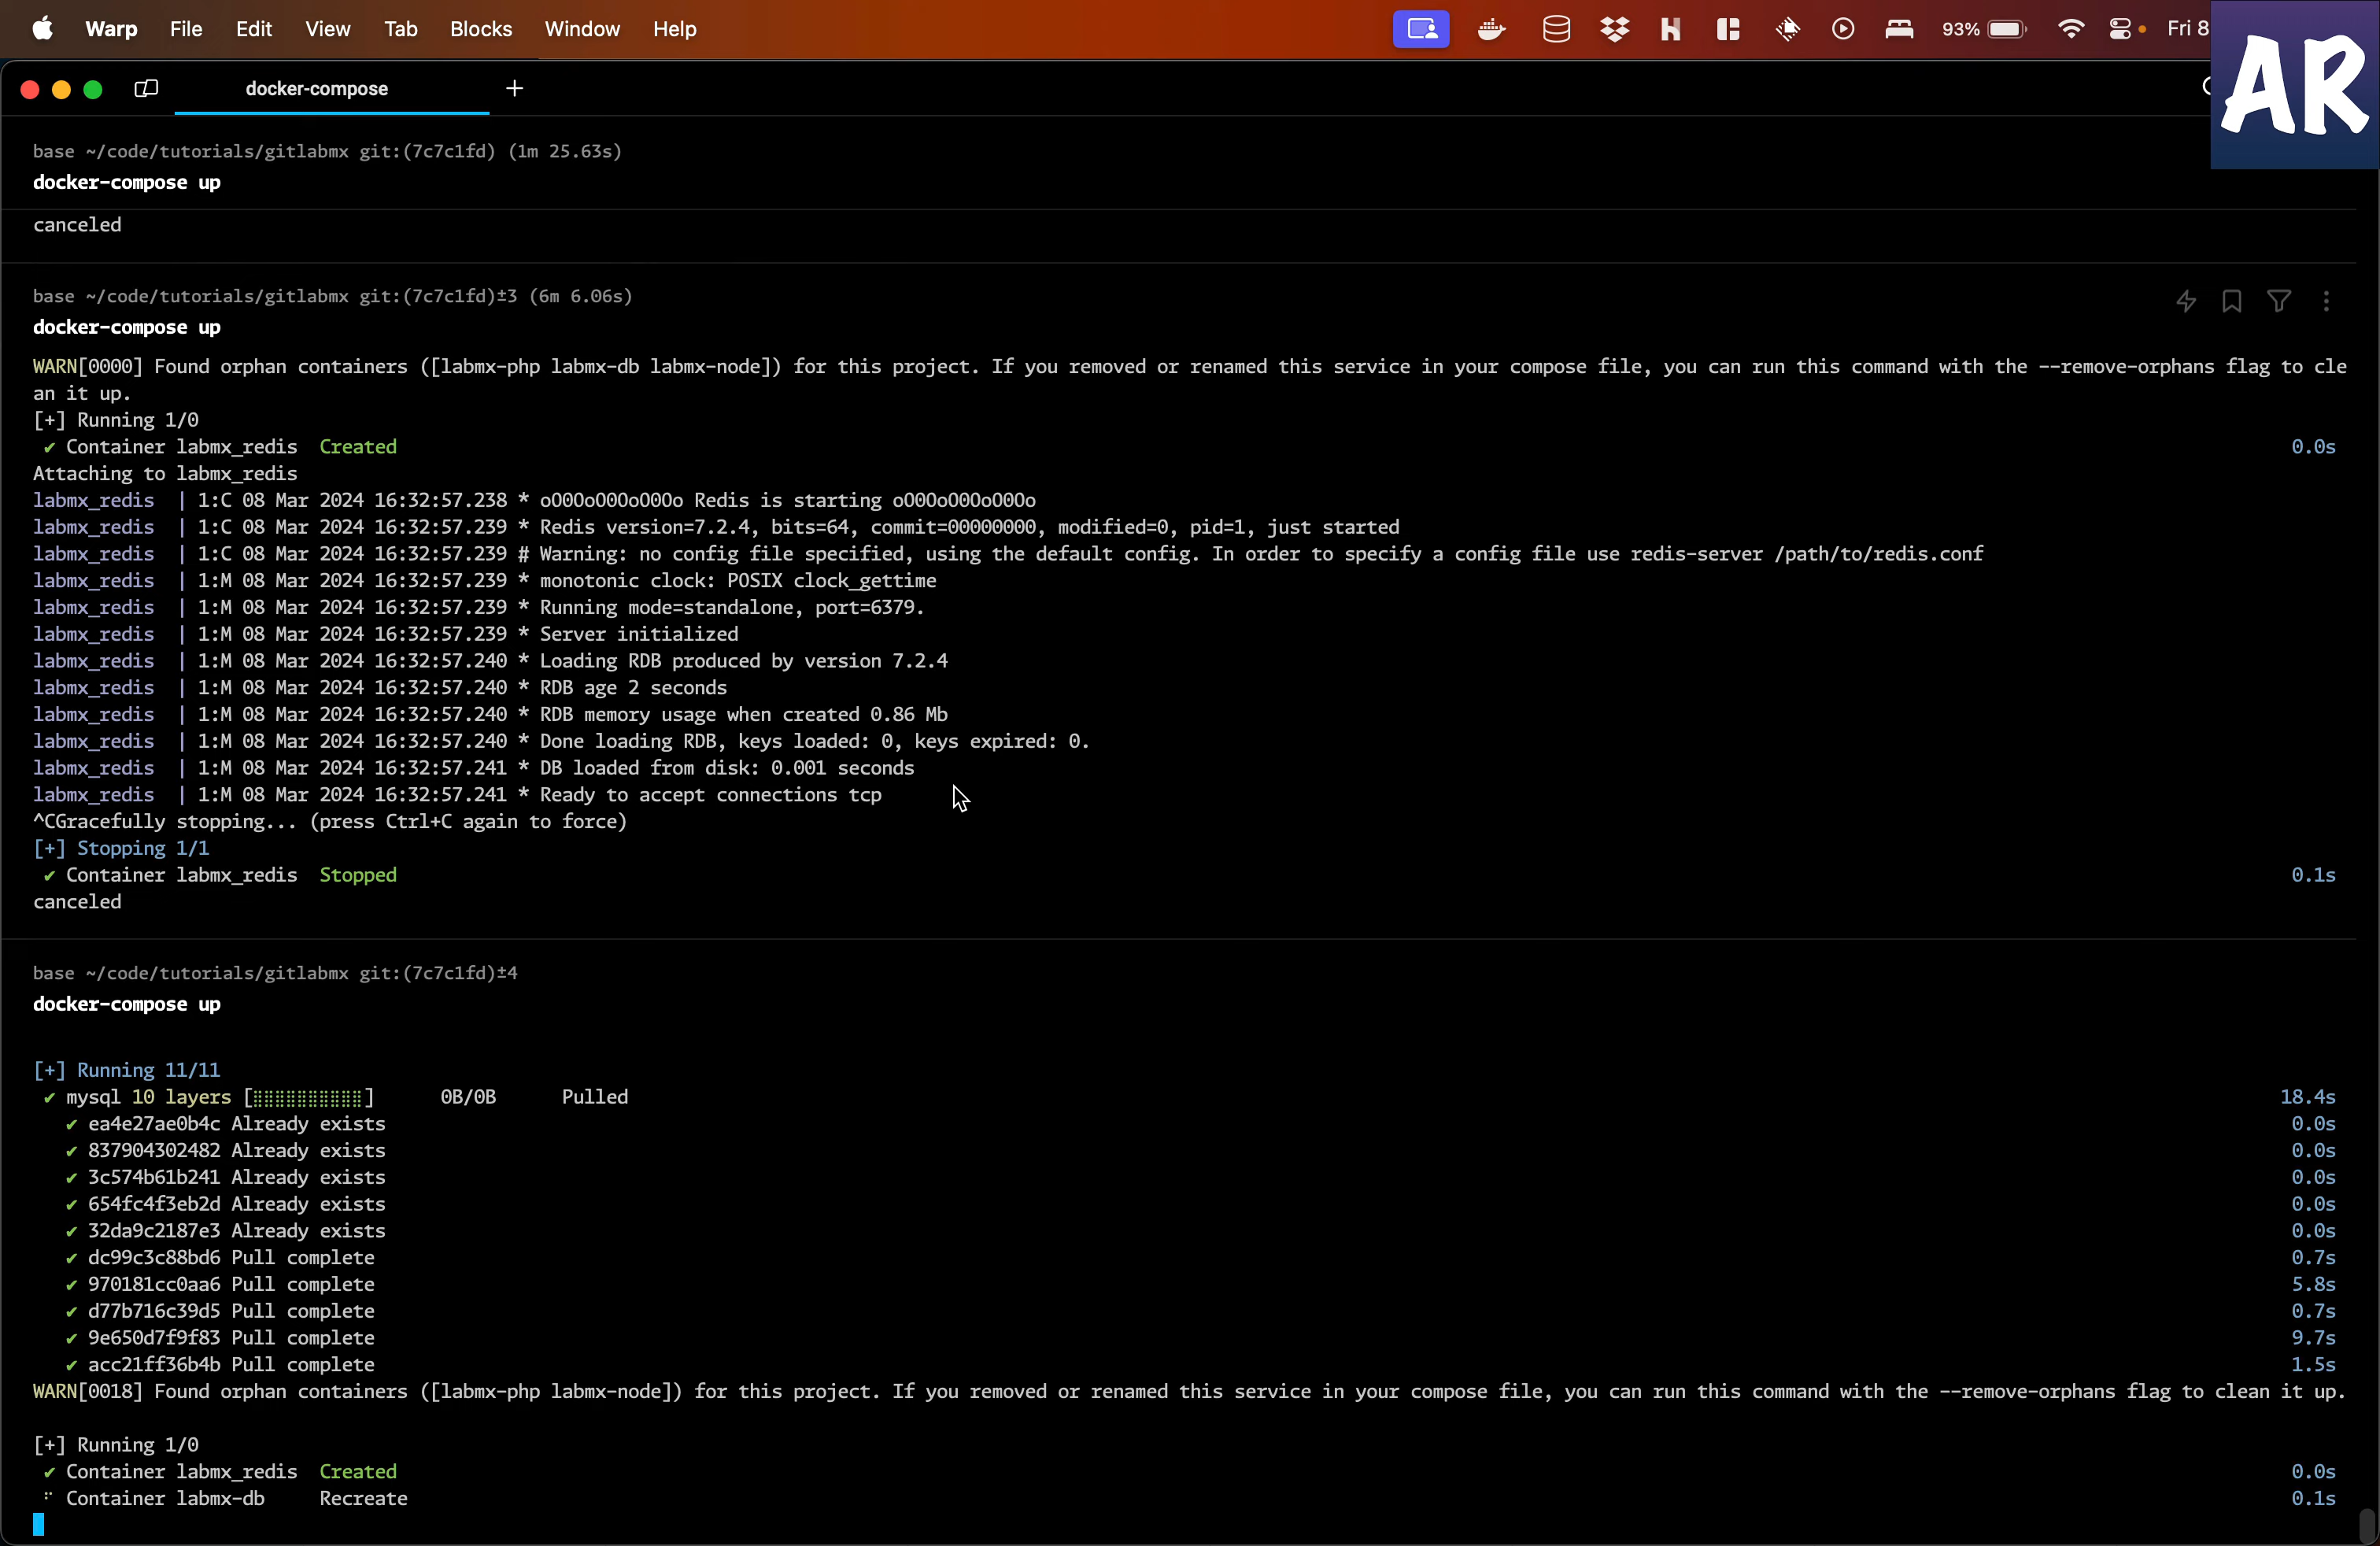 Warp File Edit View Tab Blocks Window Help 93% Fri 8
AR
docker-compose +
base ~/code/tutorials/gitlabmx git:(7c7c1fd) (1m 25.63s)
docker-compose up
canceled
base ~/code/tutorials/gitlabmx git:(7c7c1fd)±3 (6m 6.06s)
docker-compose up
WARN[0000] Found orphan containers ([labmx-php labmx-db labmx-node]) for this project. If you removed or renamed this service in your compose file, you can run this command with the --remove-orphans flag to cle
an it up.
[+] Running 1/0
✔ Container labmx_redis Created 0.0s
Attaching to labmx_redis
labmx_redis | 1:C 08 Mar 2024 16:32:57.238 * oO0OoO0OoO0Oo Redis is starting oO0OoO0OoO0Oo
labmx_redis | 1:C 08 Mar 2024 16:32:57.239 * Redis version=7.2.4, bits=64, commit=00000000, modified=0, pid=1, just started
labmx_redis | 1:C 08 Mar 2024 16:32:57.239 # Warning: no config file specified, using the default config. In order to specify a config file use redis-server /path/to/redis.conf
labmx_redis | 1:M 08 Mar 2024 16:32:57.239 * monotonic clock: POSIX clock_gettime
labmx_redis | 1:M 08 Mar 2024 16:32:57.239 * Running mode=standalone, port=6379.
labmx_redis | 1:M 08 Mar 2024 16:32:57.239 * Server initialized
labmx_redis | 1:M 08 Mar 2024 16:32:57.240 * Loading RDB produced by version 7.2.4
labmx_redis | 1:M 08 Mar 2024 16:32:57.240 * RDB age 2 seconds
labmx_redis | 1:M 08 Mar 2024 16:32:57.240 * RDB memory usage when created 0.86 Mb
labmx_redis | 1:M 08 Mar 2024 16:32:57.240 * Done loading RDB, keys loaded: 0, keys expired: 0.
labmx_redis | 1:M 08 Mar 2024 16:32:57.241 * DB loaded from disk: 0.001 seconds
labmx_redis | 1:M 08 Mar 2024 16:32:57.241 * Ready to accept connections tcp
^CGracefully stopping... (press Ctrl+C again to force)
[+] Stopping 1/1
✔ Container labmx_redis Stopped 0.1s
canceled
base ~/code/tutorials/gitlabmx git:(7c7c1fd)±4
docker-compose up
[+] Running 11/11
✔ mysql 10 layers [⣿⣿⣿⣿⣿⣿⣿⣿⣿⣿] 0B/0B Pulled 18.4s
✔ ea4e27ae0b4c Already exists 0.0s
✔ 837904302482 Already exists 0.0s
✔ 3c574b61b241 Already exists 0.0s
✔ 654fc4f3eb2d Already exists 0.0s
✔ 32da9c2187e3 Already exists 0.0s
✔ dc99c3c88bd6 Pull complete 0.7s
✔ 970181cc0aa6 Pull complete 5.8s
✔ d77b716c39d5 Pull complete 0.7s
✔ 9e650d7f9f83 Pull complete 9.7s
✔ acc21ff36b4b Pull complete 1.5s
WARN[0018] Found orphan containers ([labmx-php labmx-node]) for this project. If you removed or renamed this service in your compose file, you can run this command with the --remove-orphans flag to clean it up.
[+] Running 1/0
✔ Container labmx_redis Created 0.0s
Container labmx-db Recreate 0.1s